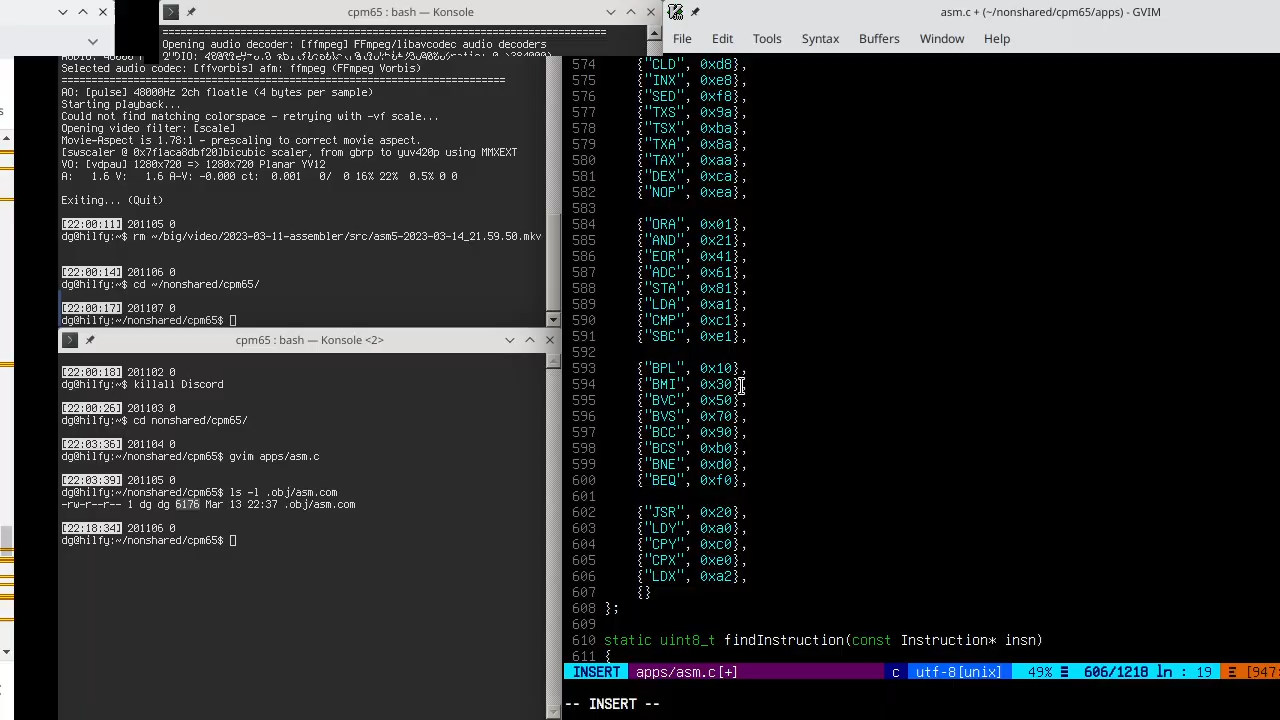 cpm65 : bash — Konsole
asm.c + (~/nonshared/cpm65/apps) - GVIM
File Edit Tools Syntax Buffers Window Help
Opening audio decoder: [ffmpeg] FFmpeg/libavcodec audio decoders
Selected audio codec: [ffvorbis] afm: ffmpeg (FFmpeg Vorbis)
AO: [pulse] 48000Hz 2ch floatle (4 bytes per sample)
Starting playback...
Could not find matching colorspace - retrying with -vf scale...
Opening video filter: [scale]
Movie-Aspect is 1.78:1 - prescaling to correct movie aspect.
[swscaler @ 0x7f1aca8dbf20]bicubic scaler, from gbrp to yuv420p using MMXEXT
VO: [vdpau] 1280x720 => 1280x720 Planar YV12
A:   1.6 V:   1.6 A-V: -0.000 ct:  0.001   0/  0 16% 22%  0.5% 0 0
Exiting... (Quit)
[22:00:11] 201105 0
dg@hilfy:~$ rm ~/big/video/2023-03-11-assembler/src/asm5-2023-03-14_21.59.50.mkv
[22:00:14] 201106 0
dg@hilfy:~$ cd ~/nonshared/cpm65/
[22:00:17] 201107 0
dg@hilfy:~/nonshared/cpm65$
cpm65 : bash — Konsole <2>
[22:00:18] 201102 0
dg@hilfy:~$ killall Discord
[22:00:26] 201103 0
dg@hilfy:~$ cd nonshared/cpm65/
[22:03:36] 201104 0
dg@hilfy:~/nonshared/cpm65$ gvim apps/asm.c
[22:03:39] 201105 0
dg@hilfy:~/nonshared/cpm65$ ls -l .obj/asm.com
-rw-r--r-- 1 dg dg 6176 Mar 13 22:37 .obj/asm.com
[22:18:34] 201106 0
dg@hilfy:~/nonshared/cpm65$
574     {"CLD", 0xd8},
575     {"INX", 0xe8},
576     {"SED", 0xf8},
577     {"TXS", 0x9a},
578     {"TSX", 0xba},
579     {"TXA", 0x8a},
580     {"TAX", 0xaa},
581     {"DEX", 0xca},
582     {"NOP", 0xea},
583
584     {"ORA", 0x01},
585     {"AND", 0x21},
586     {"EOR", 0x41},
587     {"ADC", 0x61},
588     {"STA", 0x81},
589     {"LDA", 0xa1},
590     {"CMP", 0xc1},
591     {"SBC", 0xe1},
592
593     {"BPL", 0x10},
594     {"BMI", 0x30},
595     {"BVC", 0x50},
596     {"BVS", 0x70},
597     {"BCC", 0x90},
598     {"BCS", 0xb0},
599     {"BNE", 0xd0},
600     {"BEQ", 0xf0},
601
602     {"JSR", 0x20},
603     {"LDY", 0xa0},
604     {"CPY", 0xc0},
605     {"CPX", 0xe0},
606     {"LDX", 0xa2},
607     {}
608 };
609
610 static uint8_t findInstruction(const Instruction* insn)
611 {
INSERT apps/asm.c[+] c utf-8[unix] 49% ☰ 606/1218 ln : 19 Ξ [947:
-- INSERT --